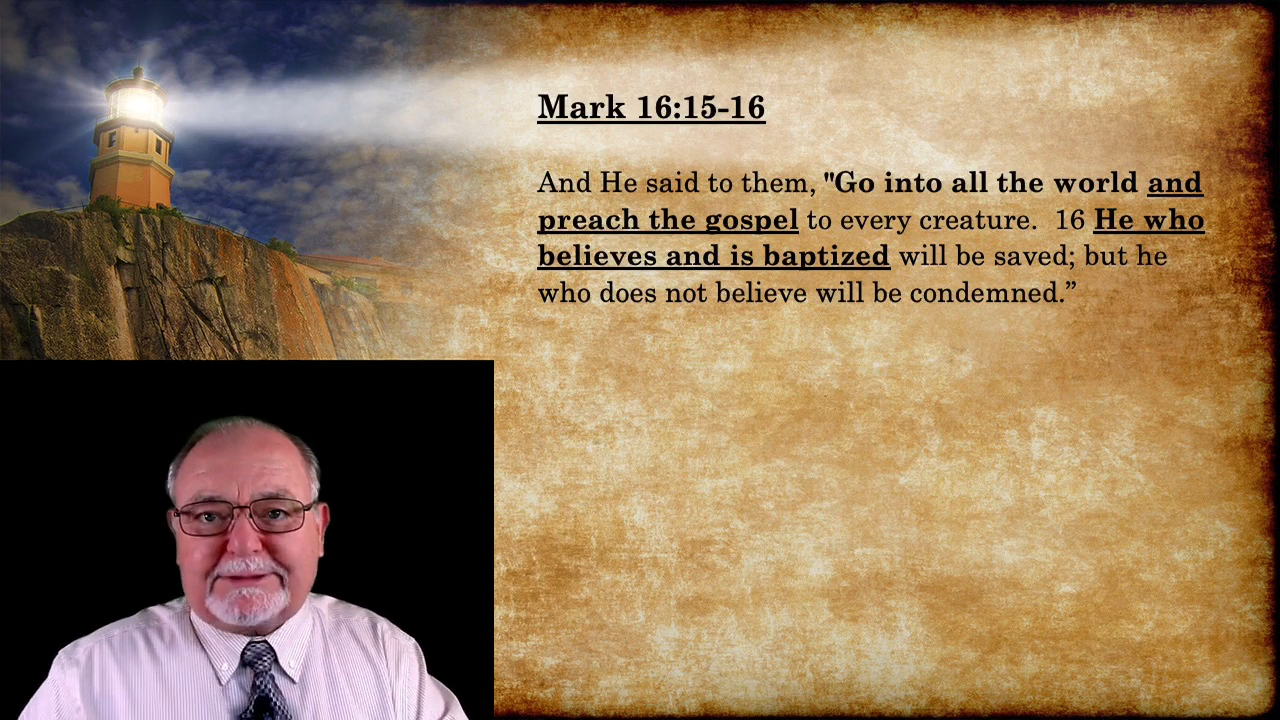 Mark 16:15-16
And He said to them, "Go into all the world and
preach the gospel to every creature.  16 He who
believes and is baptized will be saved; but he
who does not believe will be condemned.”